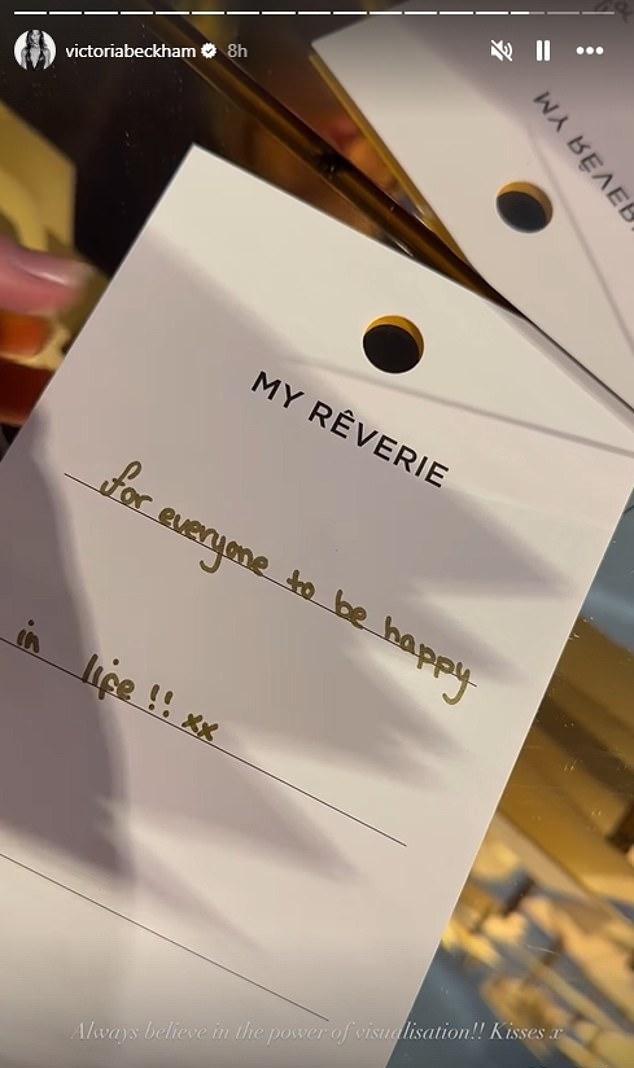 victoriabeckham 8h
MY RÊVERIE
MY RÊVERI
for everyone to be happy
in life !! xx
Always believe in the power of visualisation!! Kisses x